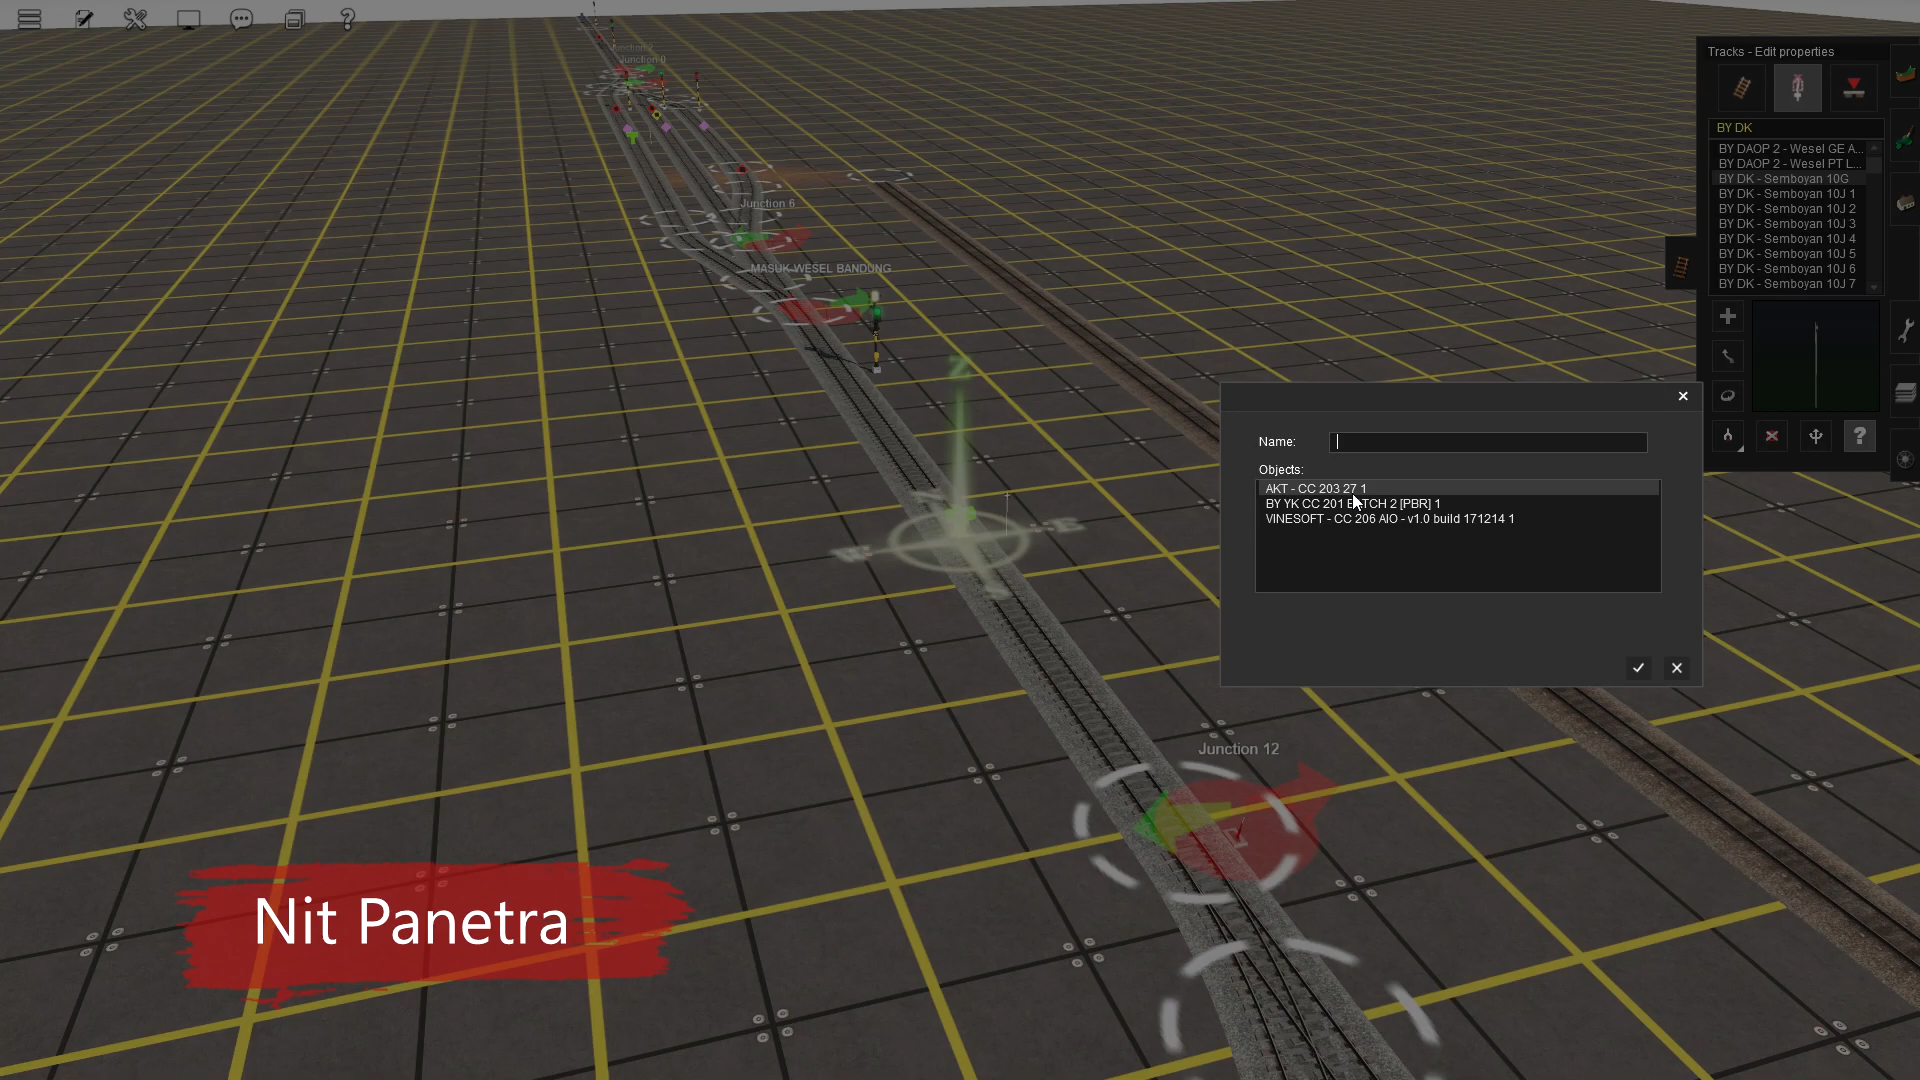 Tracks - Edit properties
BY DK
BY DAOP 2 - Wesel GE A...
BY DAOP 2 - Wesel PT L...
BY DK - Semboyan 10G
BY DK - Semboyan 10J 1
BY DK - Semboyan 10J 2
BY DK - Semboyan 10J 3
BY DK - Semboyan 10J 4
BY DK - Semboyan 10J 5
BY DK - Semboyan 10J 6
BY DK - Semboyan 10J 7
Junction 0
Junction 6
MASUK WESEL BANDUNG
Name:
Objects:
AKT - CC 203 27 1
BY YK CC 201 BATCH 2 [PBR] 1
VINESOFT - CC 206 AIO - v1.0 build 171214 1
Junction 12
Nit Panetra